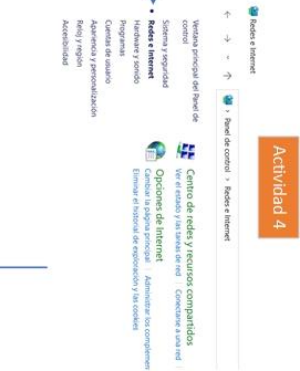 Actividad 4
Redes e Internet
Panel de control > Redes e Internet
Ventana principal del Panel de
control
Sistema y seguridad
Redes e Internet
Hardware y sonido
Programas
Cuentas de usuario
Apariencia y personalización
Reloj y región
Accesibilidad
Centro de redes y recursos compartidos
Ver el estado y las tareas de red
Conectarse a una red
Opciones de Internet
Cambiar la página principal
Administrar los complemen
Eliminar el historial de exploración y las cookies